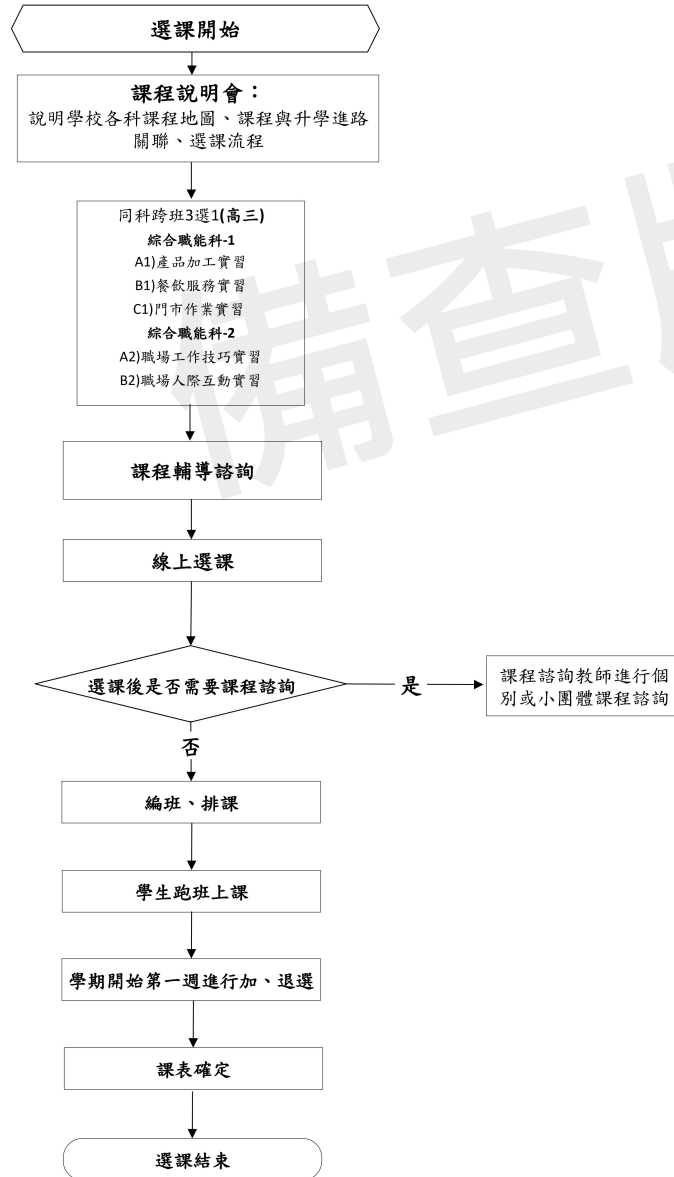 選課開始
課程說明會：
說明學校各科課程地圖、課程與升學進路
關聯、選課流程
同科跨班3選1(高三)
綜合職能科-1
A1)產品加工實習
B1)餐飲服務實習
C1)門市作業實習
綜合職能科-2
A2)職場工作技巧實習
B2)職場人際互動實習
課程輔導諮詢
線上選課
選課後是否需要課程諮詢
是
課程諮詢教師進行個
別或小團體課程諮詢
否
編班、排課
學生跑班上課
學期開始第一週進行加、退選
課表確定
選課結束
備查